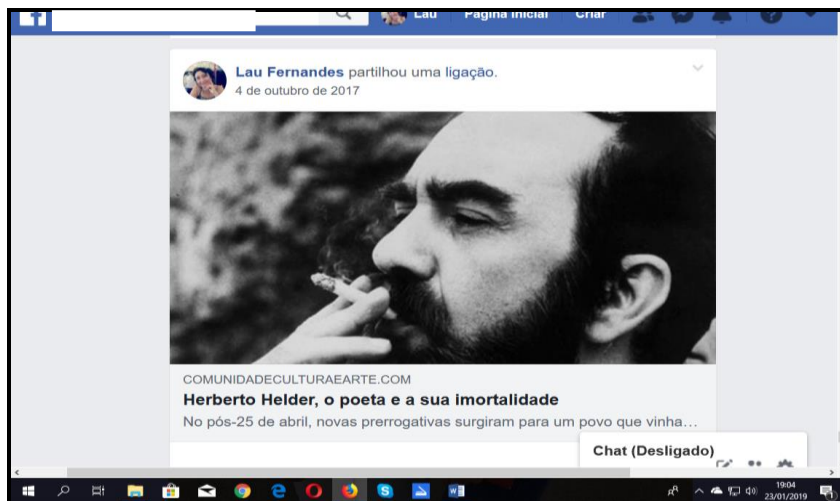 Lau Página Inicial Criar
Lau Fernandes partilhou uma ligação.
4 de outubro de 2017
COMUNIDADECULTURAEARTE.COM
Herberto Helder, o poeta e a sua imortalidade
No pós-25 de abril, novas prerrogativas surgiram para um povo que vinha...
Chat (Desligado)
19:04
23/01/2019